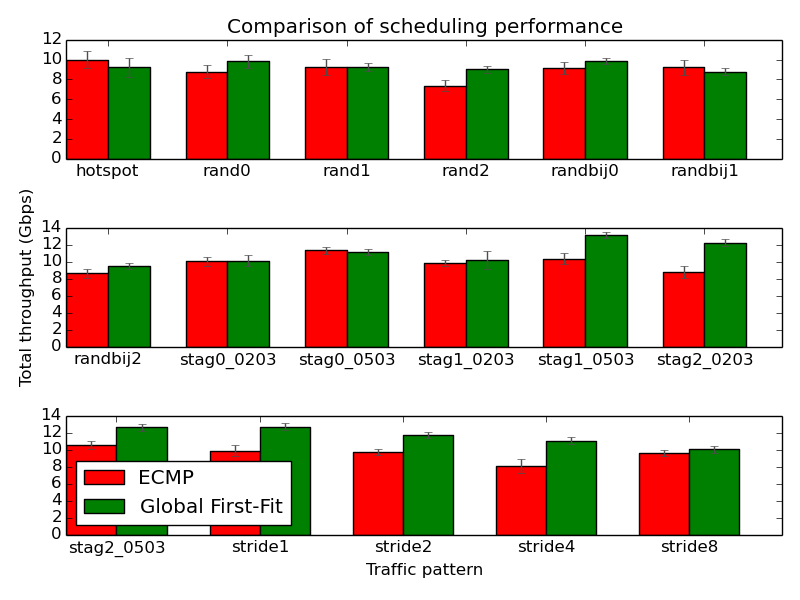 Comparison of scheduling performance
12
10
8
6
4
2
0
hotspot rand0 rand1 rand2 randbij0 randbij1
Total throughput (Gbps)
14
12
10
8
6
4
2
0
randbij2 stag0_0203 stag0_0503 stag1_0203 stag1_0503 stag2_0203
14
12
10
8
6
4
2
0
ECMP
Global First-Fit
stag2_0503 stride1 stride2 stride4 stride8
Traffic pattern